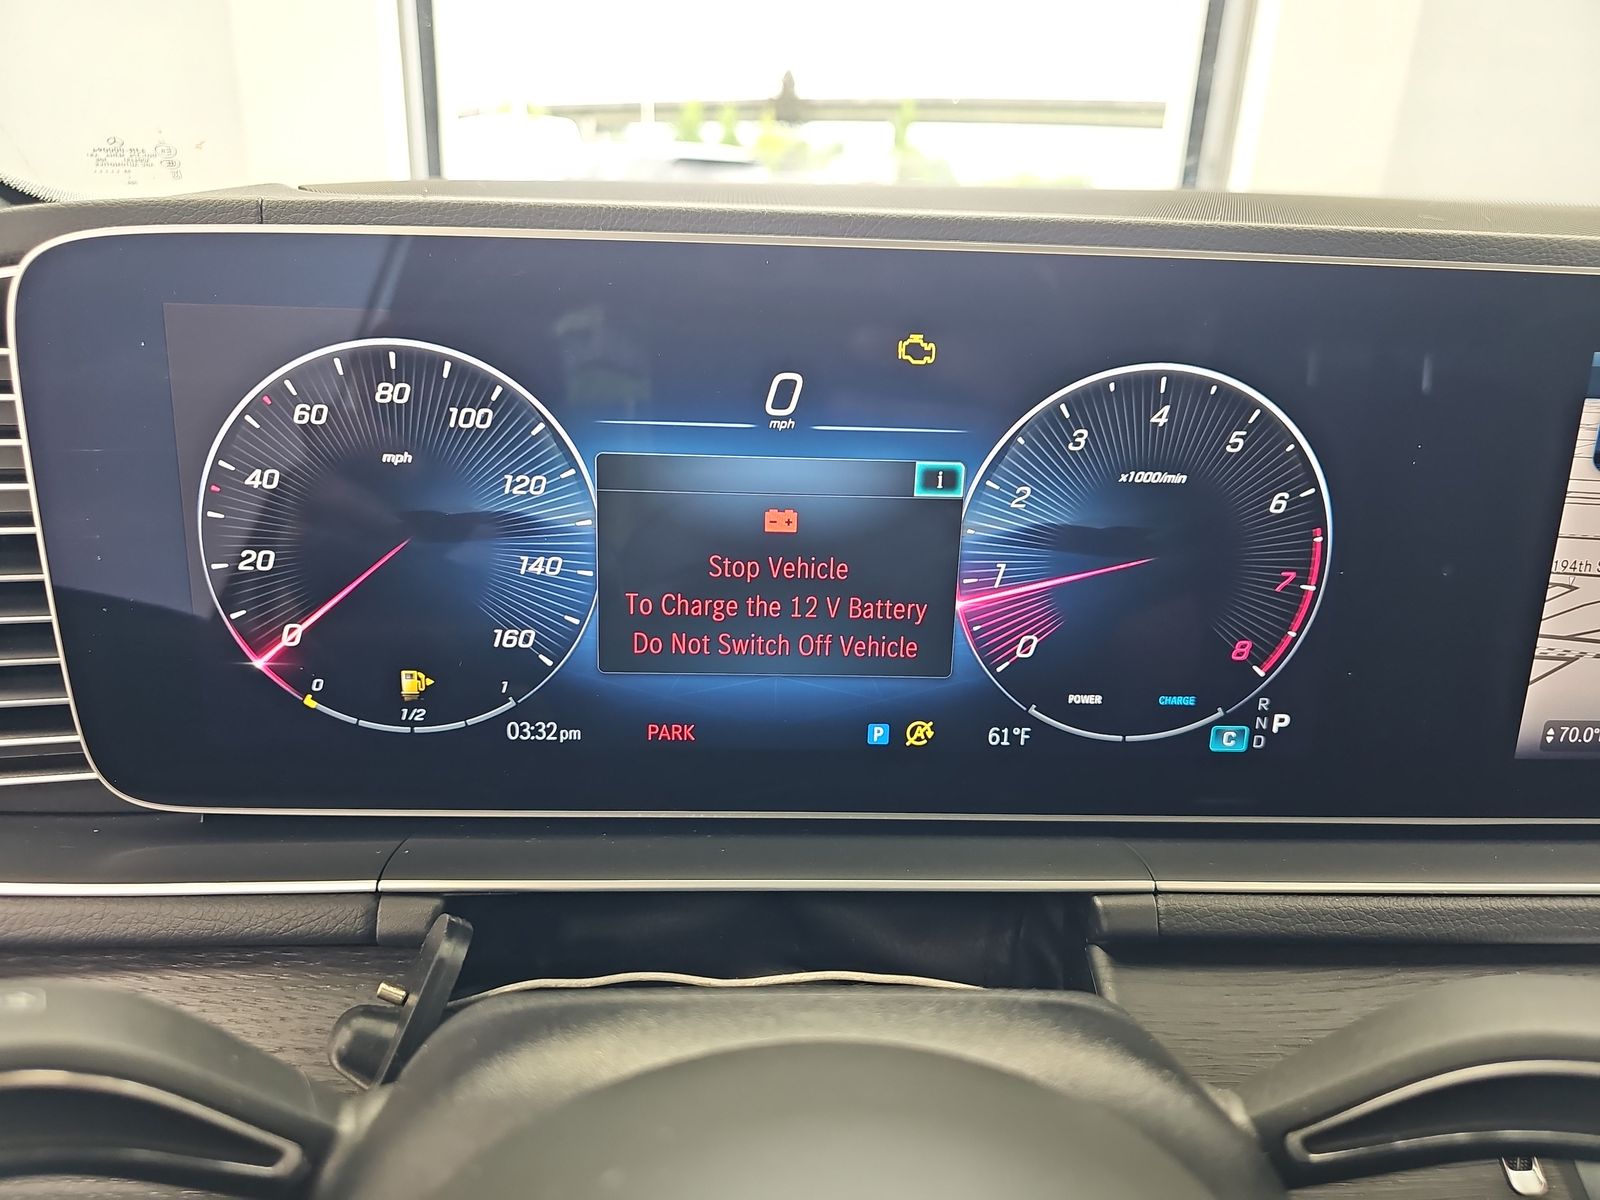 0
mph
i
Stop Vehicle
To Charge the 12 V Battery
Do Not Switch Off Vehicle
0
20
40
60
80
100
120
140
160
mph
0
1/2
1
0
1
2
3
4
5
6
7
8
x1000/min
POWER
CHARGE
03:32 pm
PARK
P
A
61°F
C
R
N
D
P
194th S
70.0°